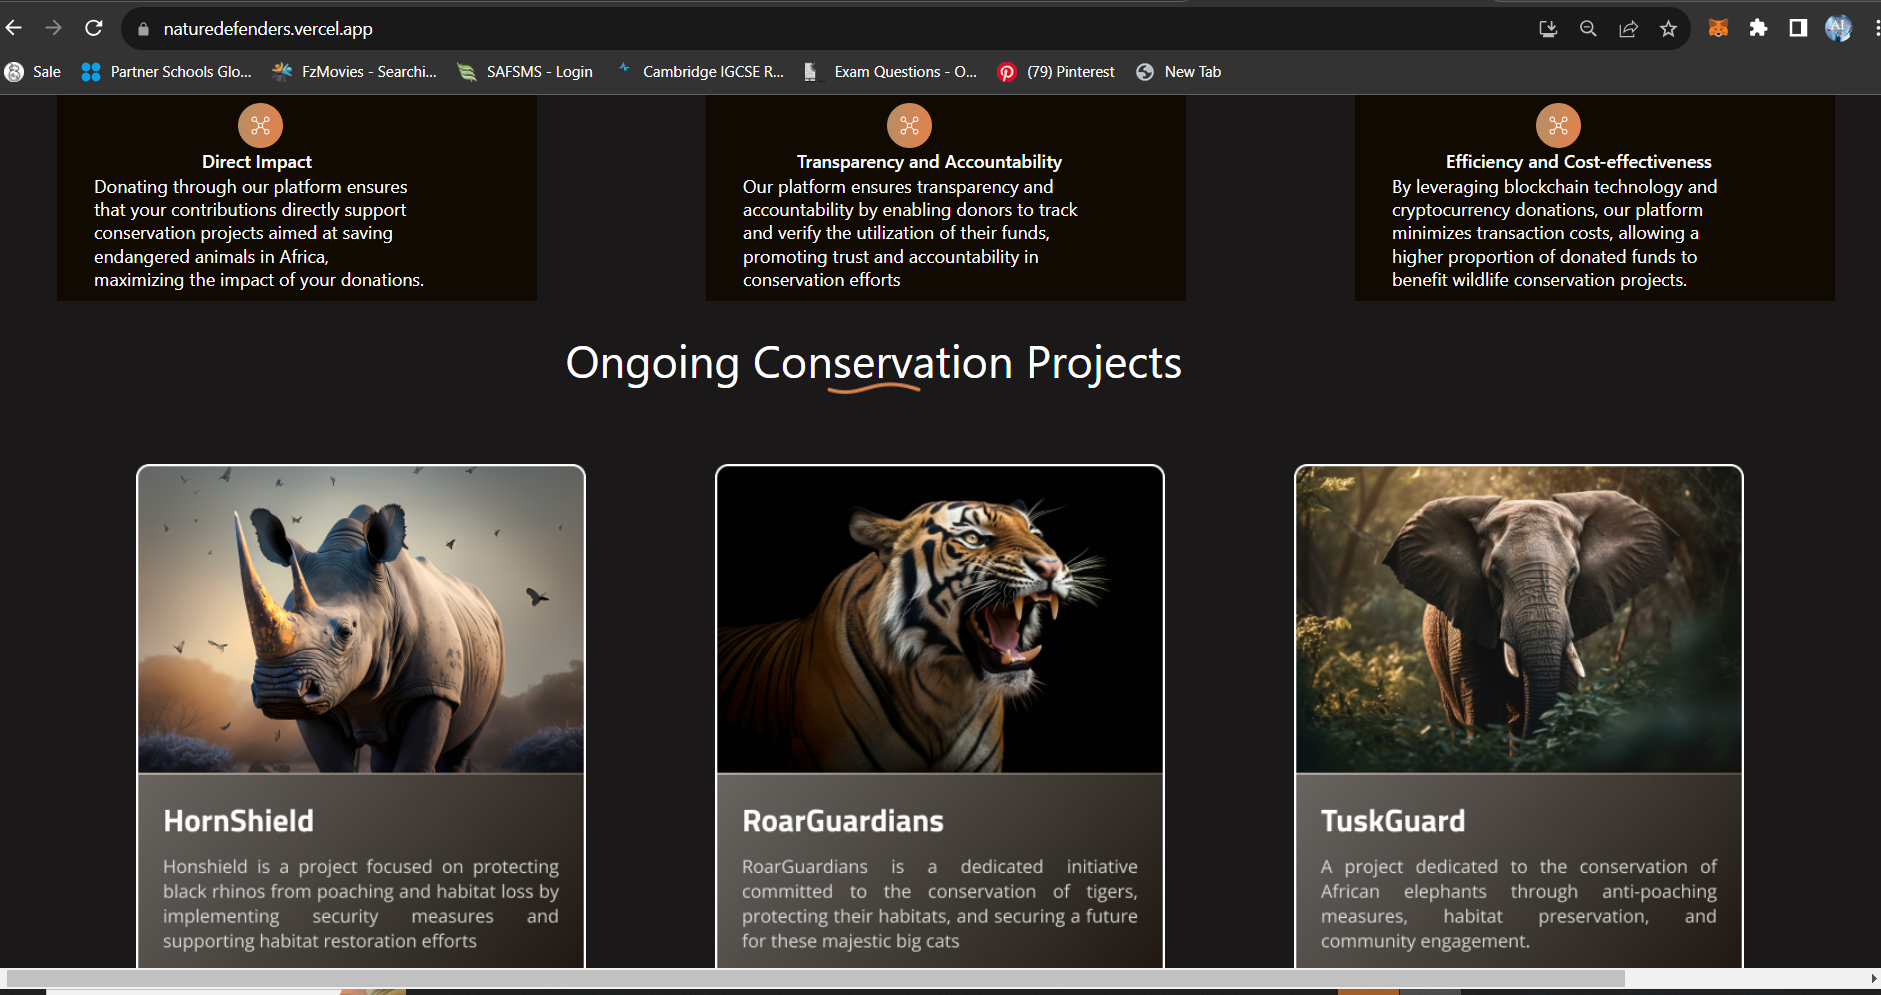 naturedefenders.vercel.app
Sale
Partner Schools Glo...
FzMovies - Searchi...
SAFSMS - Login
Cambridge IGCSE R...
Exam Questions - O...
(79) Pinterest
New Tab
Direct Impact
Donating through our platform ensures
that your contributions directly support
conservation projects aimed at saving
endangered animals in Africa,
maximizing the impact of your donations.
Transparency and Accountability
Our platform ensures transparency and
accountability by enabling donors to track
and verify the utilization of their funds,
promoting trust and accountability in
conservation efforts
Efficiency and Cost-effectiveness
By leveraging blockchain technology and
cryptocurrency donations, our platform
minimizes transaction costs, allowing a
higher proportion of donated funds to
benefit wildlife conservation projects.
Ongoing Conservation Projects
HornShield
Honshield is a project focused on protecting
black rhinos from poaching and habitat loss by
implementing security measures and
supporting habitat restoration efforts
RoarGuardians
RoarGuardians is a dedicated initiative
committed to the conservation of tigers,
protecting their habitats, and securing a future
for these majestic big cats
TuskGuard
A project dedicated to the conservation of
African elephants through anti-poaching
measures, habitat preservation, and
community engagement.